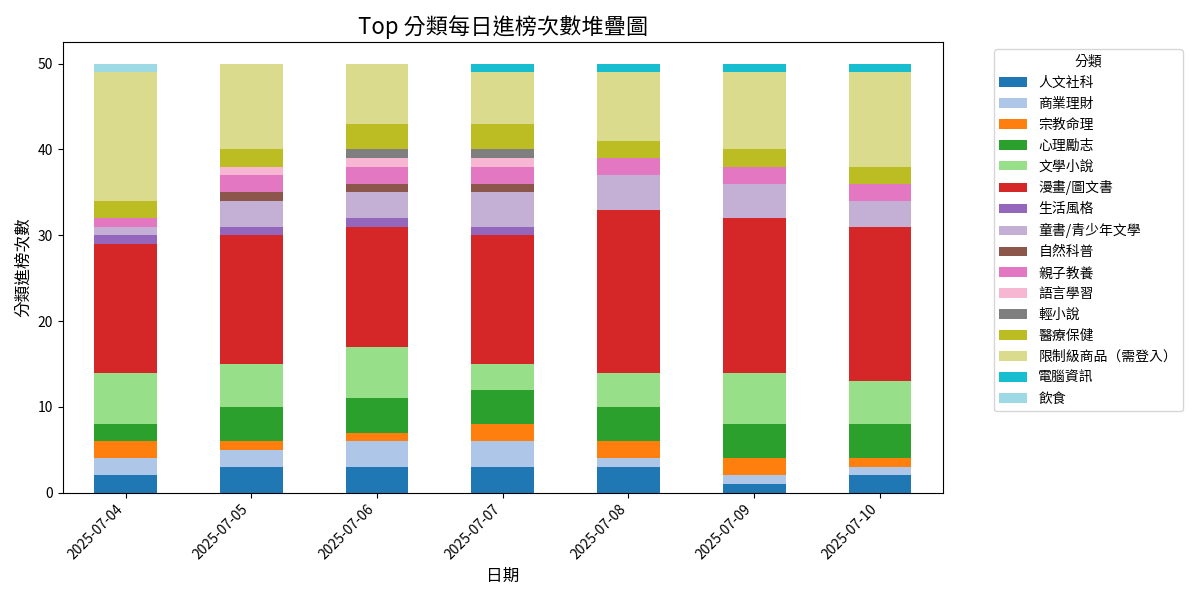 Top 分類每日進榜次數堆疊圖
分類進榜次數
50
40
30
20
10
0
2025-07-04
2025-07-05
2025-07-06
2025-07-07
2025-07-08
2025-07-09
2025-07-10
日期
分類
人文社科
商業理財
宗教命理
心理勵志
文學小說
漫畫/圖文書
生活風格
童書/青少年文學
自然科普
親子教養
語言學習
輕小說
醫療保健
限制級商品（需登入）
電腦資訊
飲食